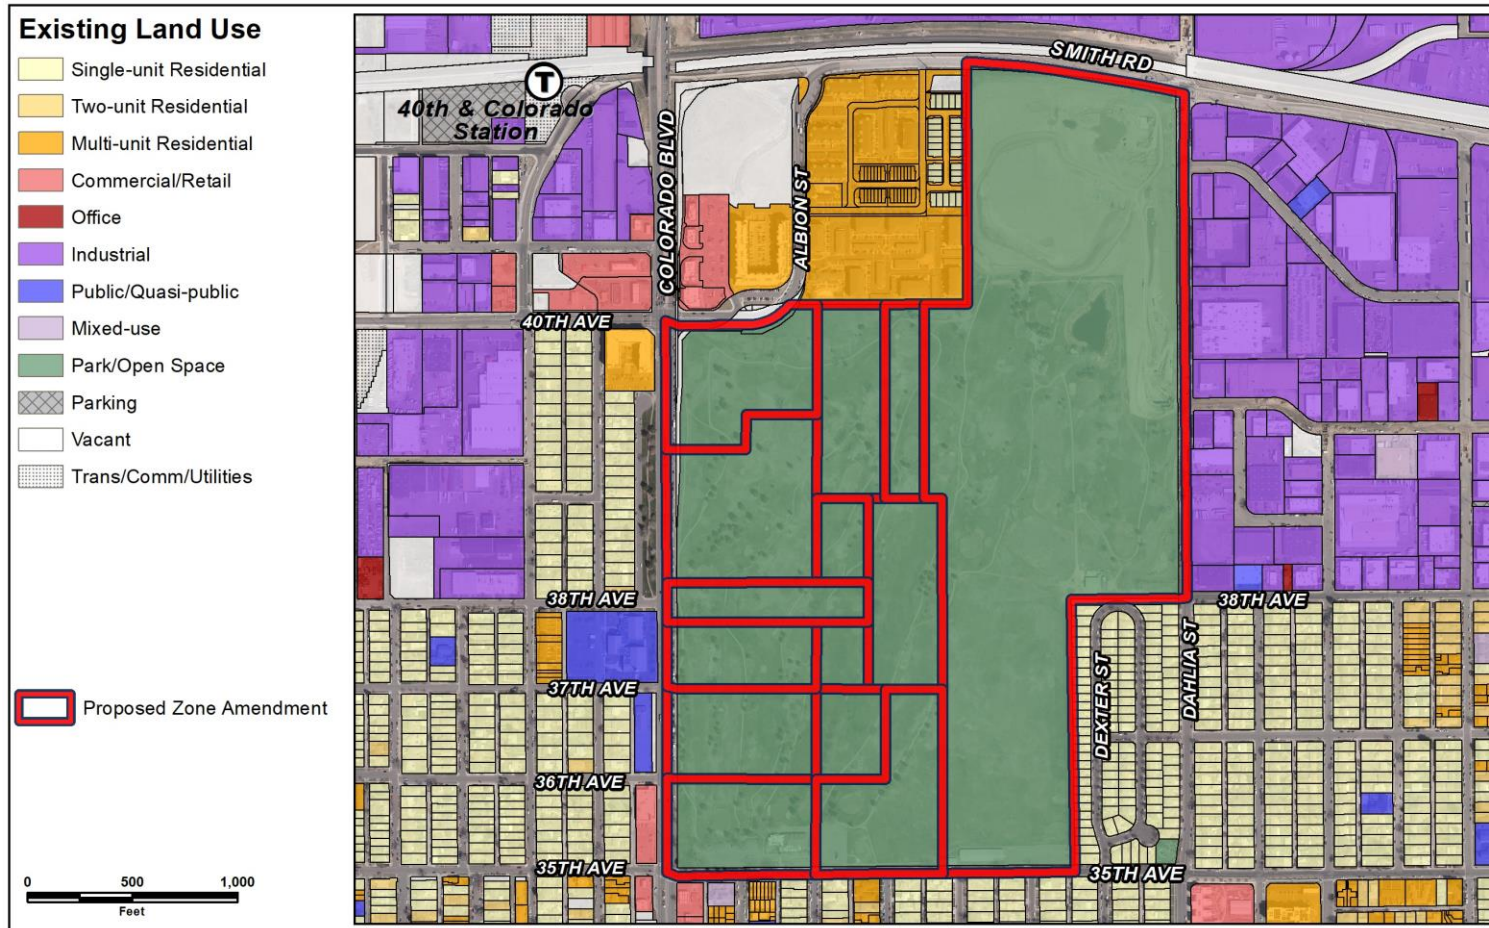 Existing Land Use
Single-unit Residential
Two-unit Residential
Multi-unit Residential
Commercial/Retail
Office
Industrial
Public/Quasi-public
Mixed-use
Park/Open Space
Parking
Vacant
Trans/Comm/Utilities
Proposed Zone Amendment
0 500 1,000
Feet
SMITH RD
T
40th & Colorado
Station
COLORADO BLVD
ALBION ST
40TH AVE
38TH AVE
38TH AVE
37TH AVE
DEXTER ST
DAHLIA ST
36TH AVE
35TH AVE
35TH AVE